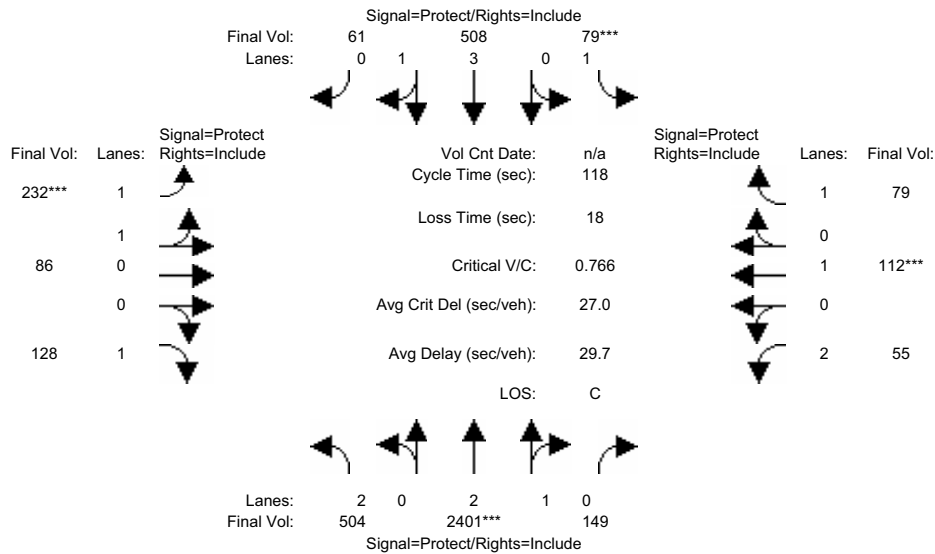 Signal=Protect/Rights=Include
Final Vol: 61 508 79***
Lanes: 0 1 3 0 1
Signal=Protect Signal=Protect
Final Vol: Lanes: Rights=Include Vol Cnt Date: n/a Rights=Include Lanes: Final Vol:
Cycle Time (sec): 118
232*** 1 1 79
Loss Time (sec): 18
1 0
86 0 Critical V/C: 0.766 1 112***
0 Avg Crit Del (sec/veh): 27.0 0
128 1 Avg Delay (sec/veh): 29.7 2 55
LOS: C
Lanes: 2 0 2 1 0
Final Vol: 504 2401*** 149
Signal=Protect/Rights=Include